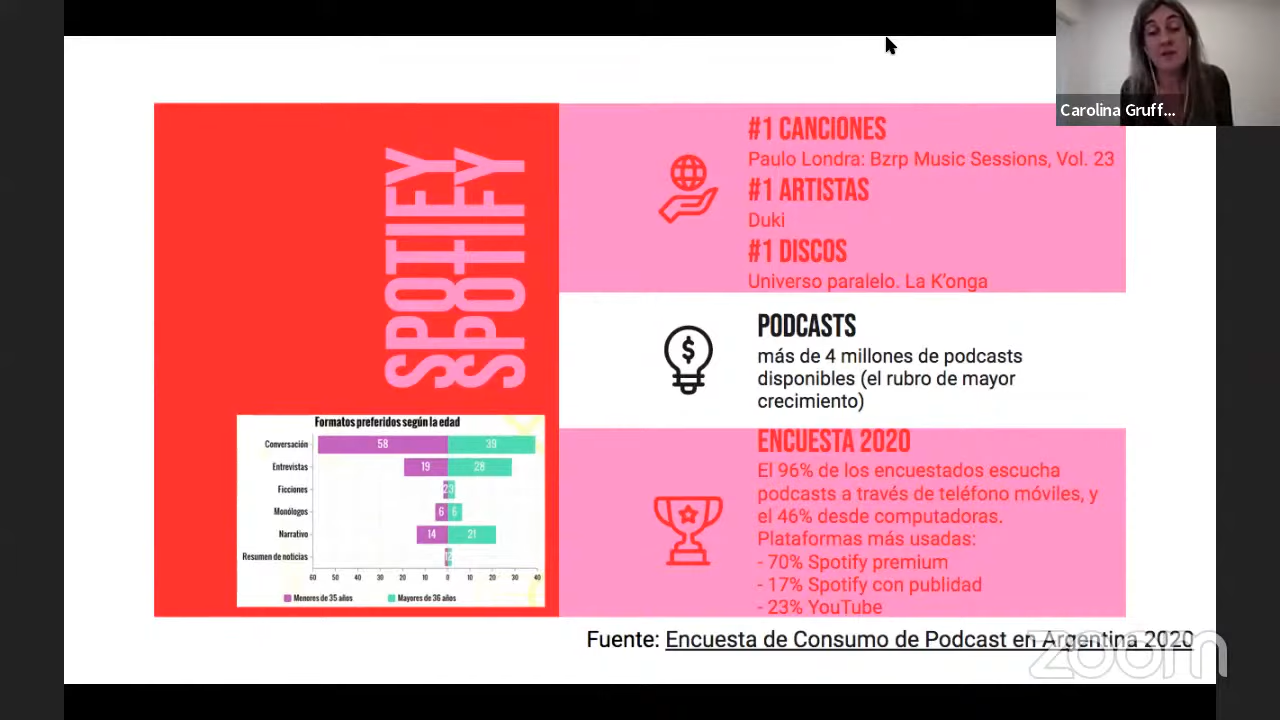 Carolina Gruff...
#1 CANCIONES
Paulo Londra: Bzrp Music Sessions, Vol. 23
#1 ARTISTAS
Duki
#1 DISCOS
Universo paralelo. La K'onga
SPOTIFY
SPOTIFY
PODCASTS
más de 4 millones de podcasts
disponibles (el rubro de mayor
crecimiento)
Formatos preferidos según la edad
Conversación 58 39
Entrevistas 19 28
Ficciones 2 3
Monólogos 6 6
Narrativo 14 21
Resumen de noticias 1 2
60 50 40 30 20 10 0 10 20 30 40
Menores de 35 años Mayores de 36 años
ENCUESTA 2020
El 96% de los encuestados escucha
podcasts a través de teléfono móviles, y
el 46% desde computadoras.
Plataformas más usadas:
- 70% Spotify premium
- 17% Spotify con publidad
- 23% YouTube
Fuente: Encuesta de Consumo de Podcast en Argentina 2020
zoom